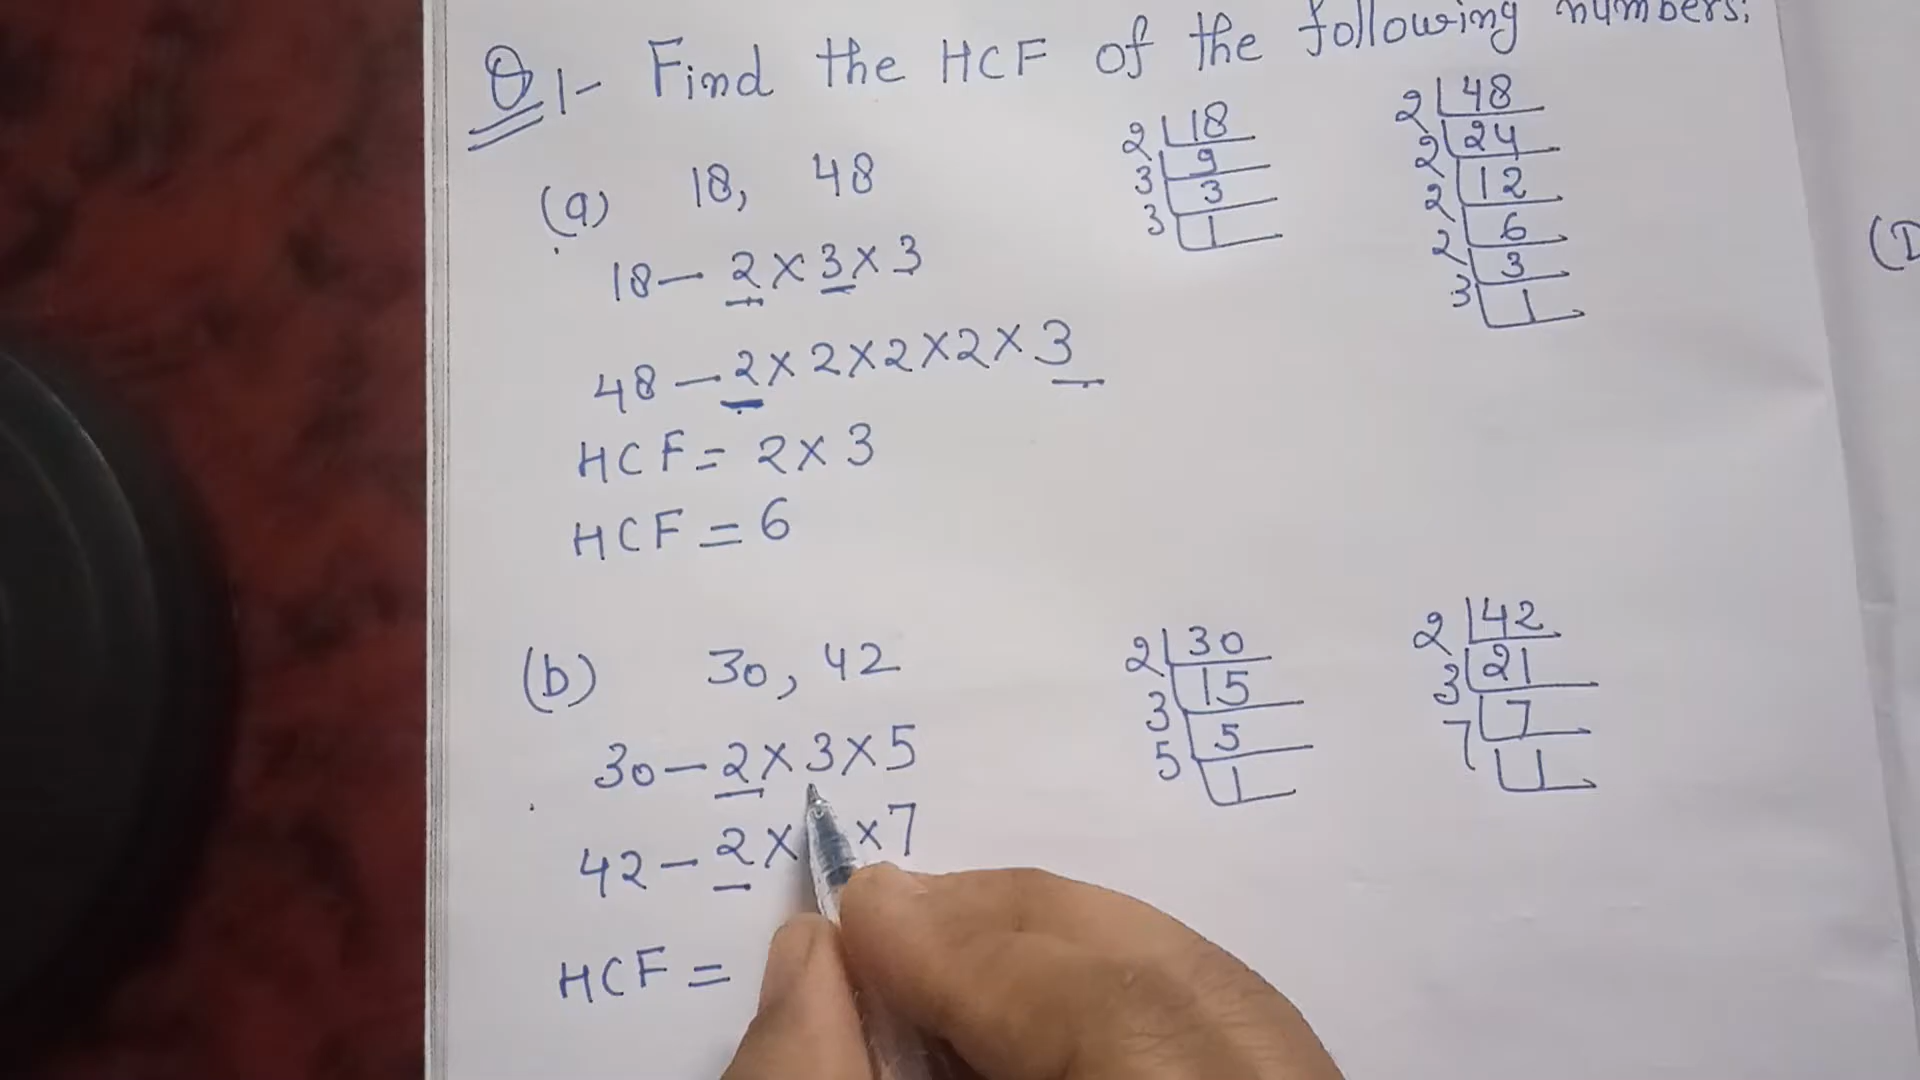 Q1- Find the HCF of the following numbers:
(a) 18, 48
18 — 2 × 3 × 3
48 — 2 × 2 × 2 × 2 × 3
HCF = 2 × 3
HCF = 6
2 18
3 9
3 3
1
2 48
2 24
2 12
2 6
3 3
1
(b) 30, 42
30 — 2 × 3 × 5
42 — 2 × × 7
HCF =
2 30
3 15
5 5
1
2 42
3 21
7 7
1